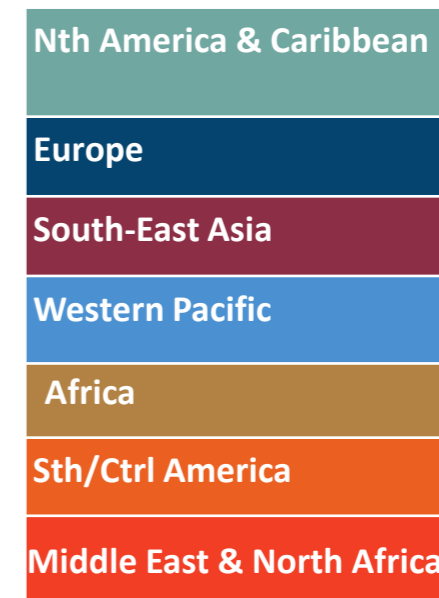 Nth America & Caribbean
Europe
South-East Asia
Western Pacific
Africa
Sth/Ctrl America
Middle East & North Africa